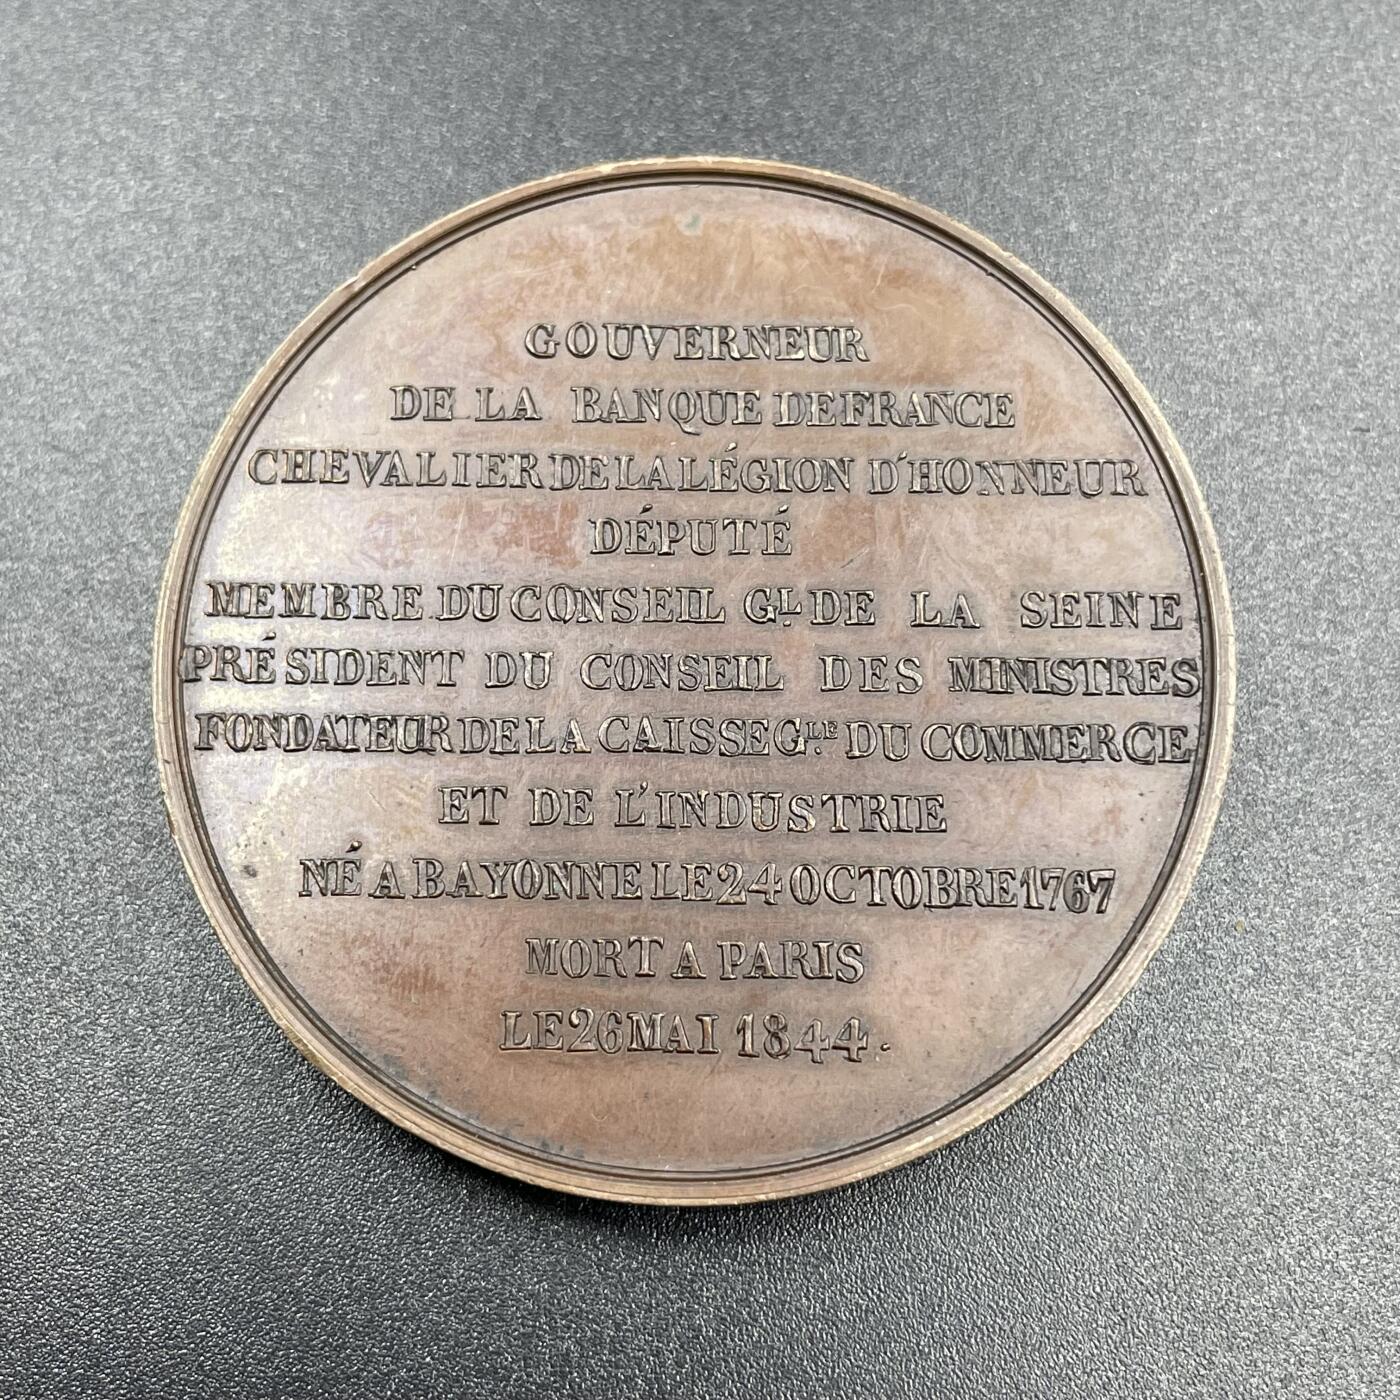 GOUVERNEUR
DE LA BANQUE DE FRANCE
CHEVALIER DE LA LÉGION D'HONNEUR
DÉPUTÉ
MEMBRE DU CONSEIL GL. DE LA SEINE
PRÉSIDENT DU CONSEIL DES MINISTRES
FONDATEUR DE LA CAISSE GLE. DU COMMERCE
ET DE L'INDUSTRIE
NÉ A BAYONNE LE 24 OCTOBRE 1767
MORT A PARIS
LE 26 MAI 1844.